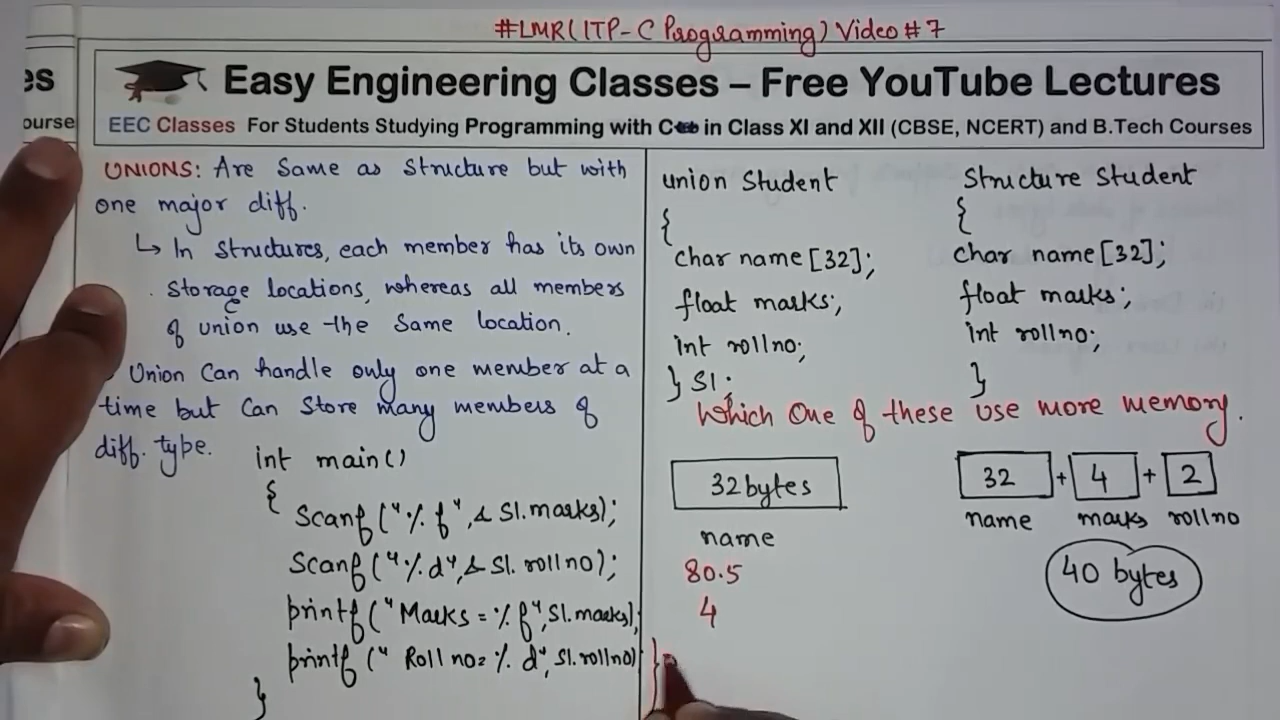 #LMR(ITP-C Programming) Video #7
es
ourse
Easy Engineering Classes – Free YouTube Lectures
EEC Classes For Students Studying Programming with C in Class XI and XII (CBSE, NCERT) and B.Tech Courses
UNIONS: Are Same as Structure but with
one major diff.
↳ In Structures, each member has its own
storage locations, whereas all members
of union use the Same location.
Union Can handle only one member at a
time but Can Store many members of
diff. type.
int main()
{
Scanf("%f", & S1.marks);
Scanf("%d", & S1.rollno);
printf("Marks = %f", S1.marks);
printf("Roll no= %d", S1.rollno)
}
union Student
{
char name [32];
float marks;
int rollno;
} S1;
Structure Student
{
char name [32];
float marks;
int rollno;
}
Which One of these use more memory.
32bytes
name
80.5
4
}
32 + 4 + 2
name marks rollno
40 bytes